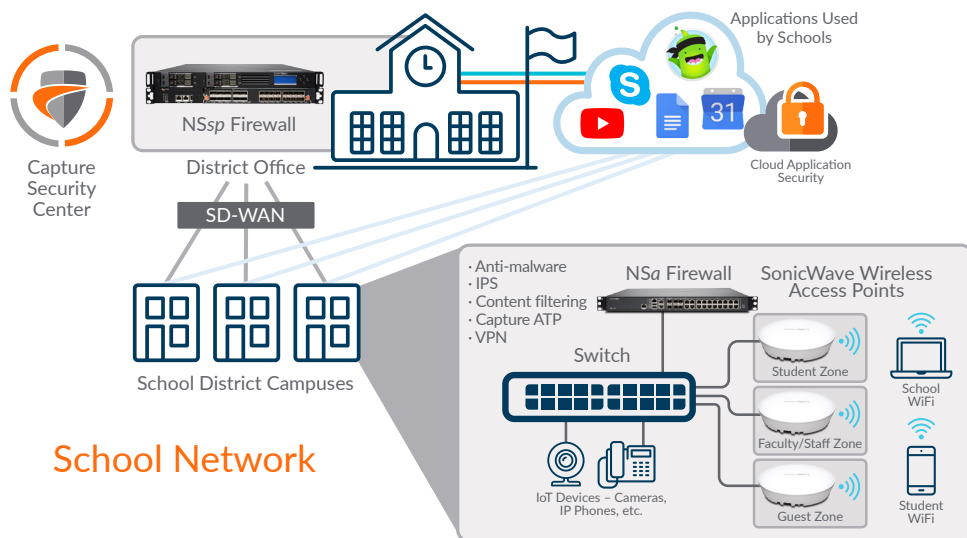 Applications Used
by Schools
31
NSsp Firewall
Cloud Application
Security
Capture
Security
Center
District Office
SD-WAN
· Anti-malware
· IPS
· Content filtering
· Capture ATP
· VPN
NSa Firewall
SonicWave Wireless
Access Points
Switch
Student Zone
School District Campuses
School
WiFi
School Network
Faculty/Staff Zone
IoT Devices – Cameras,
IP Phones, etc.
Guest Zone
Student
WiFi